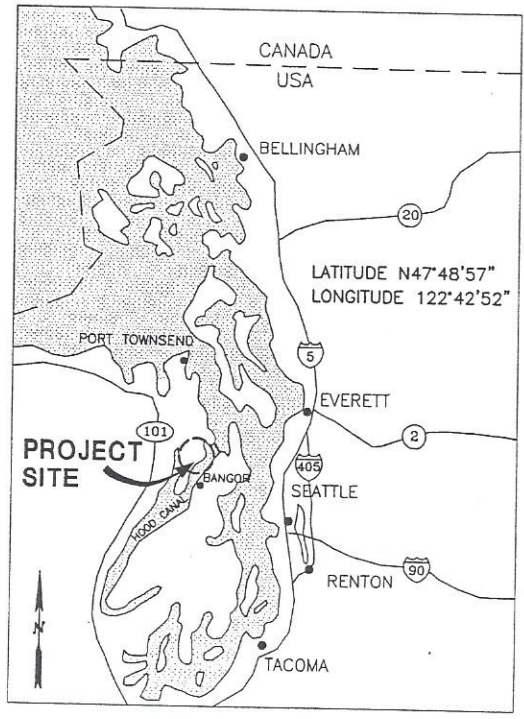 CANADA
USA
BELLINGHAM
20
LATITUDE N47°48'57"
LONGITUDE 122°42'52"
PORT TOWNSEND
5
EVERETT
101
2
PROJECT
SITE
405
BANGOR
SEATTLE
HOOD CANAL
90
RENTON
N
TACOMA